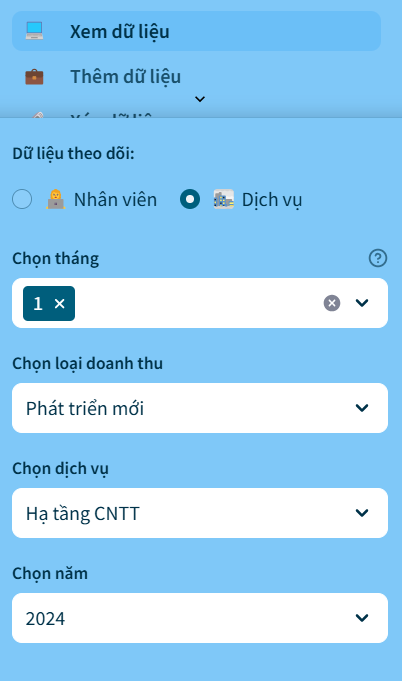 Xem dữ liệu
Thêm dữ liệu
Dữ liệu theo dõi:
Nhân viên
Dịch vụ
Chọn tháng
1
Chọn loại doanh thu
Phát triển mới
Chọn dịch vụ
Hạ tầng CNTT
Chọn năm
2024